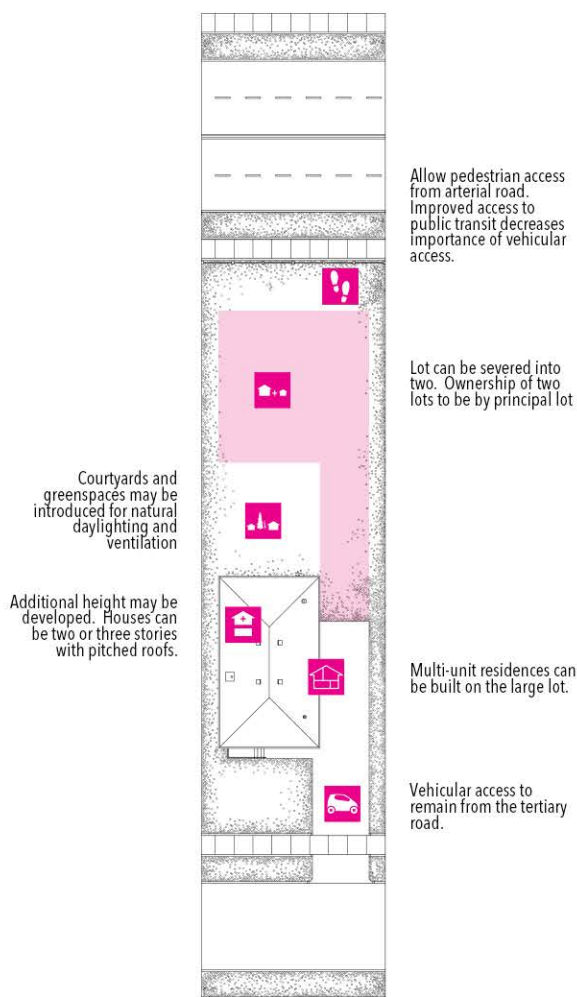 Allow pedestrian access
from arterial road.
Improved access to
public transit decreases
importance of vehicular
access.
Lot can be severed into
two. Ownership of two
lots to be by principal lot
Courtyards and
greenspaces may be
introduced for natural
daylighting and
ventilation
Additional height may be
developed. Houses can
be two or three stories
with pitched roofs.
Multi-unit residences can
be built on the large lot.
Vehicular access to
remain from the tertiary
road.